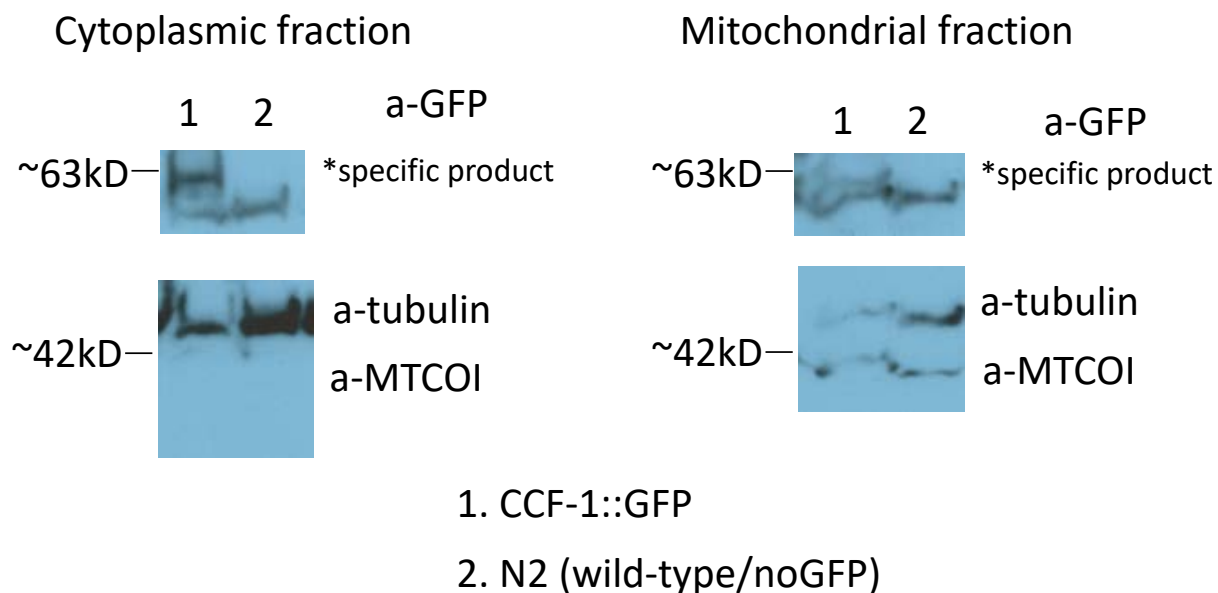 Cytoplasmic fraction
1 2 a-GFP
~63kD
*specific product
a-tubulin
~42kD
a-MTCOI
Mitochondrial fraction
1 2 a-GFP
~63kD
*specific product
a-tubulin
~42kD
a-MTCOI
1. CCF-1::GFP
2. N2 (wild-type/noGFP)